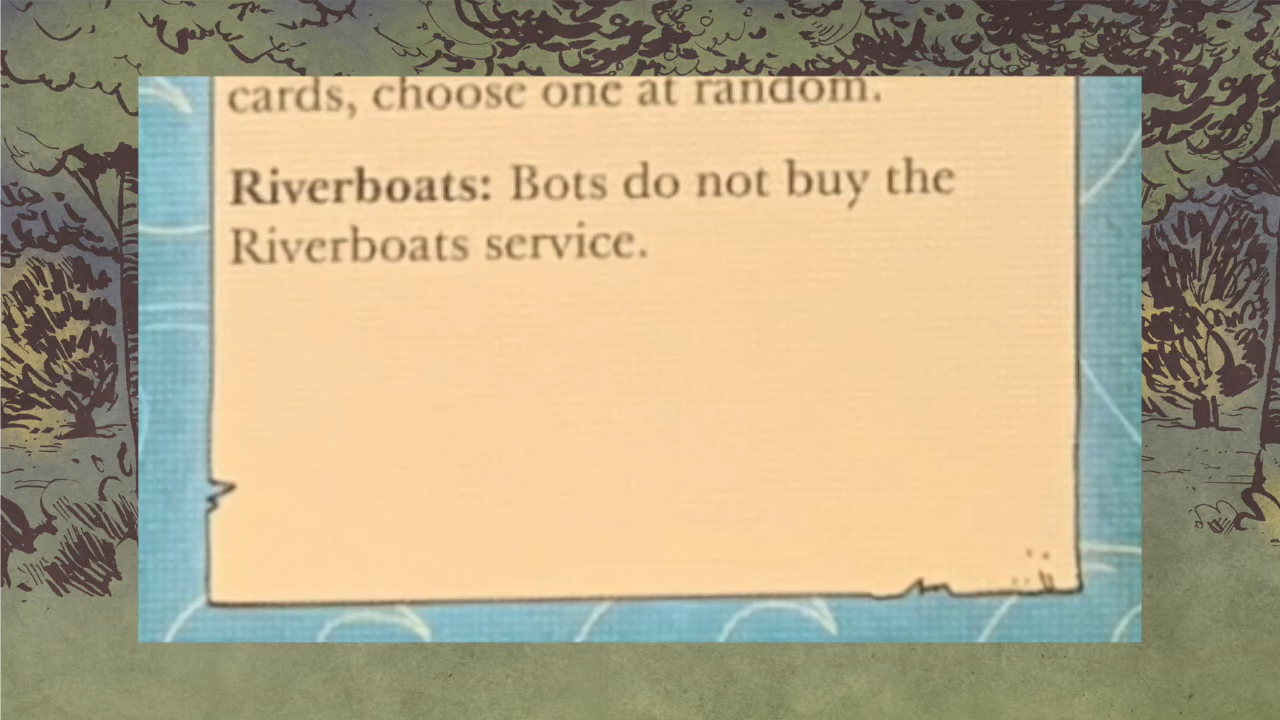 cards, choose one at random.
Riverboats: Bots do not buy the
Riverboats service.